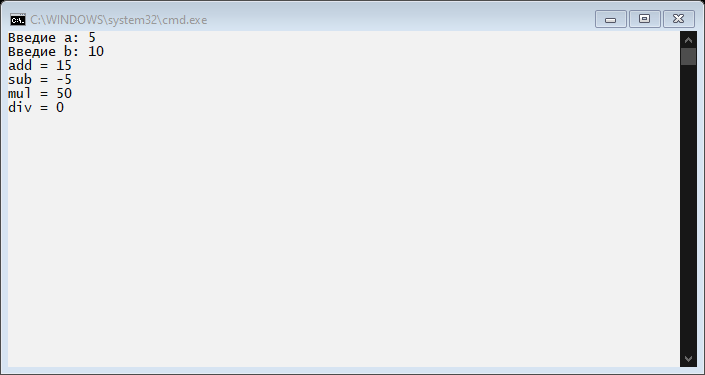 C:\WINDOWS\system32\cmd.exe
Введие a: 5
Введие b: 10
add = 15
sub = -5
mul = 50
div = 0